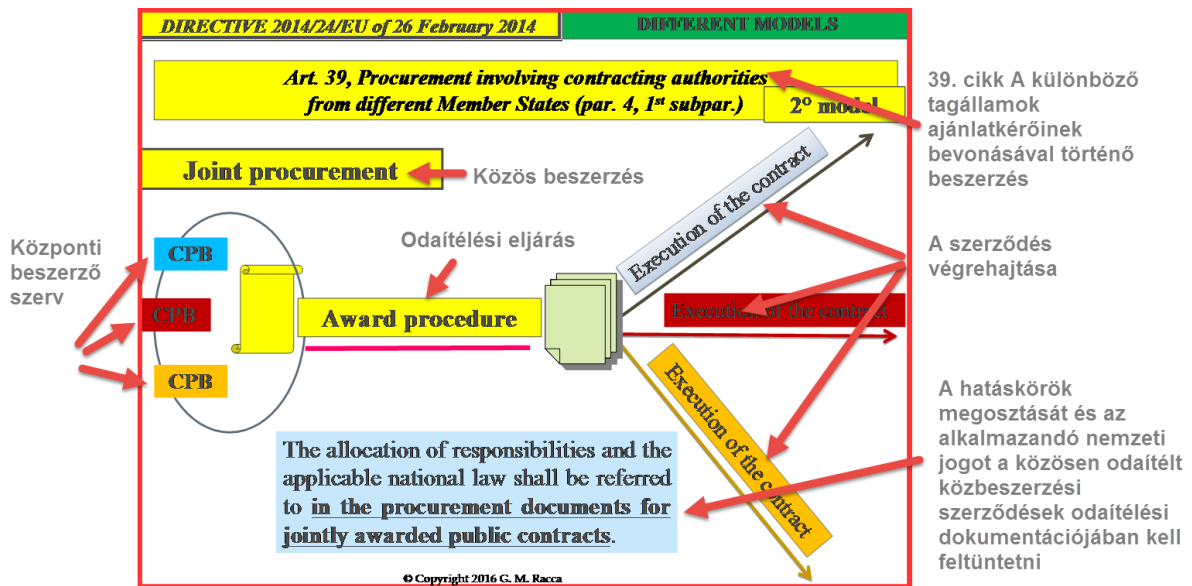 DIRECTIVE 2014/24/EU of 26 February 2014
DIFFERENT MODELS
Art. 39, Procurement involving contracting authorities
from different Member States (par. 4, 1st subpar.)
2° model
39. cikk A különböző
tagállamok
ajánlatkérőinek
bevonásával történő
beszerzés
Joint procurement
Közös beszerzés
Központi
beszerző
szerv
CPB
CPB
CPB
Odaítélési eljárás
Award procedure
Execution of the contract
Execution of the contract
Execution of the contract
A szerződés
végrehajtása
The allocation of responsibilities and the
applicable national law shall be referred
to in the procurement documents for
jointly awarded public contracts.
A hatáskörök
megosztását és az
alkalmazandó nemzeti
jogot a közösen odaítélt
közbeszerzési
szerződések odaítélési
dokumentációjában kell
feltüntetni
© Copyright 2016 G. M. Racca